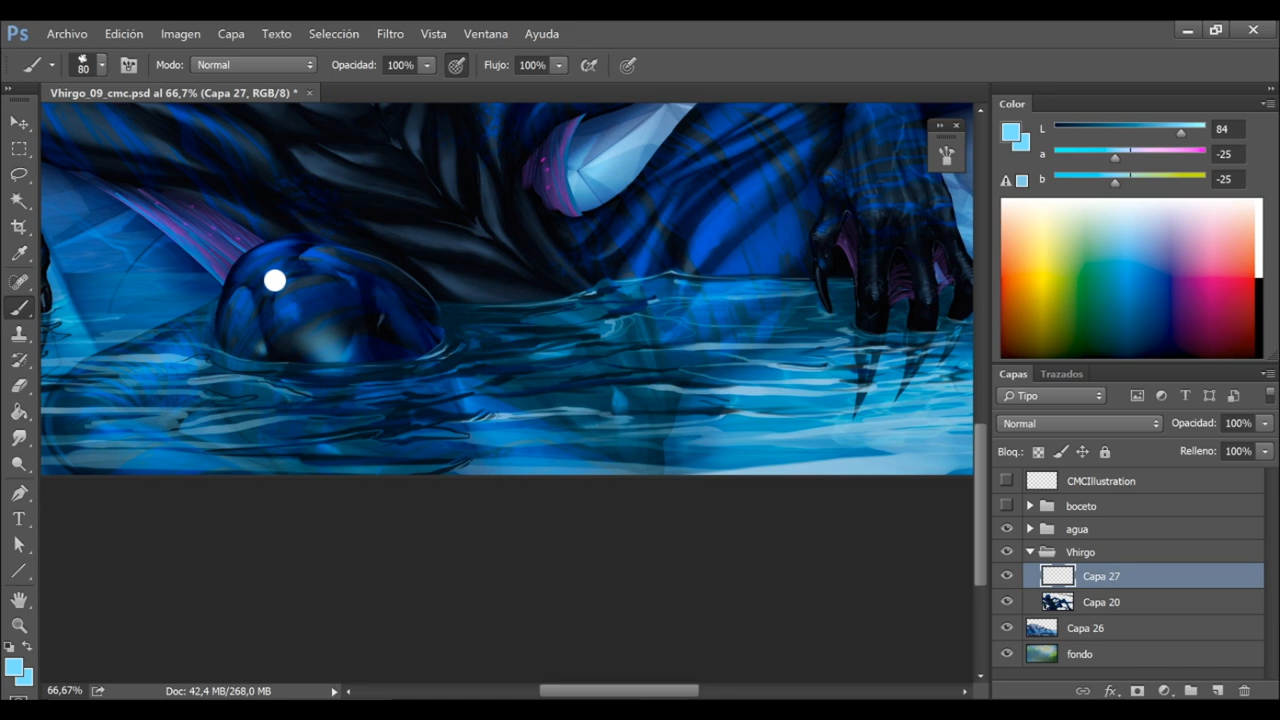 Ps Archivo Edición Imagen Capa Texto Selección Filtro Vista Ventana Ayuda
80 Modo: Normal Opacidad: 100% Flujo: 100%
Vhirgo_09_cmc.psd al 66,7% (Capa 27, RGB/8) * ×
Color
L 84
a -25
b -25
Capas Trazados
Tipo
Normal Opacidad: 100%
Bloq.: Relleno: 100%
CMCIllustration
boceto
agua
Vhirgo
Capa 27
Capa 20
Capa 26
fondo
66,67% Doc: 42,4 MB/268,0 MB